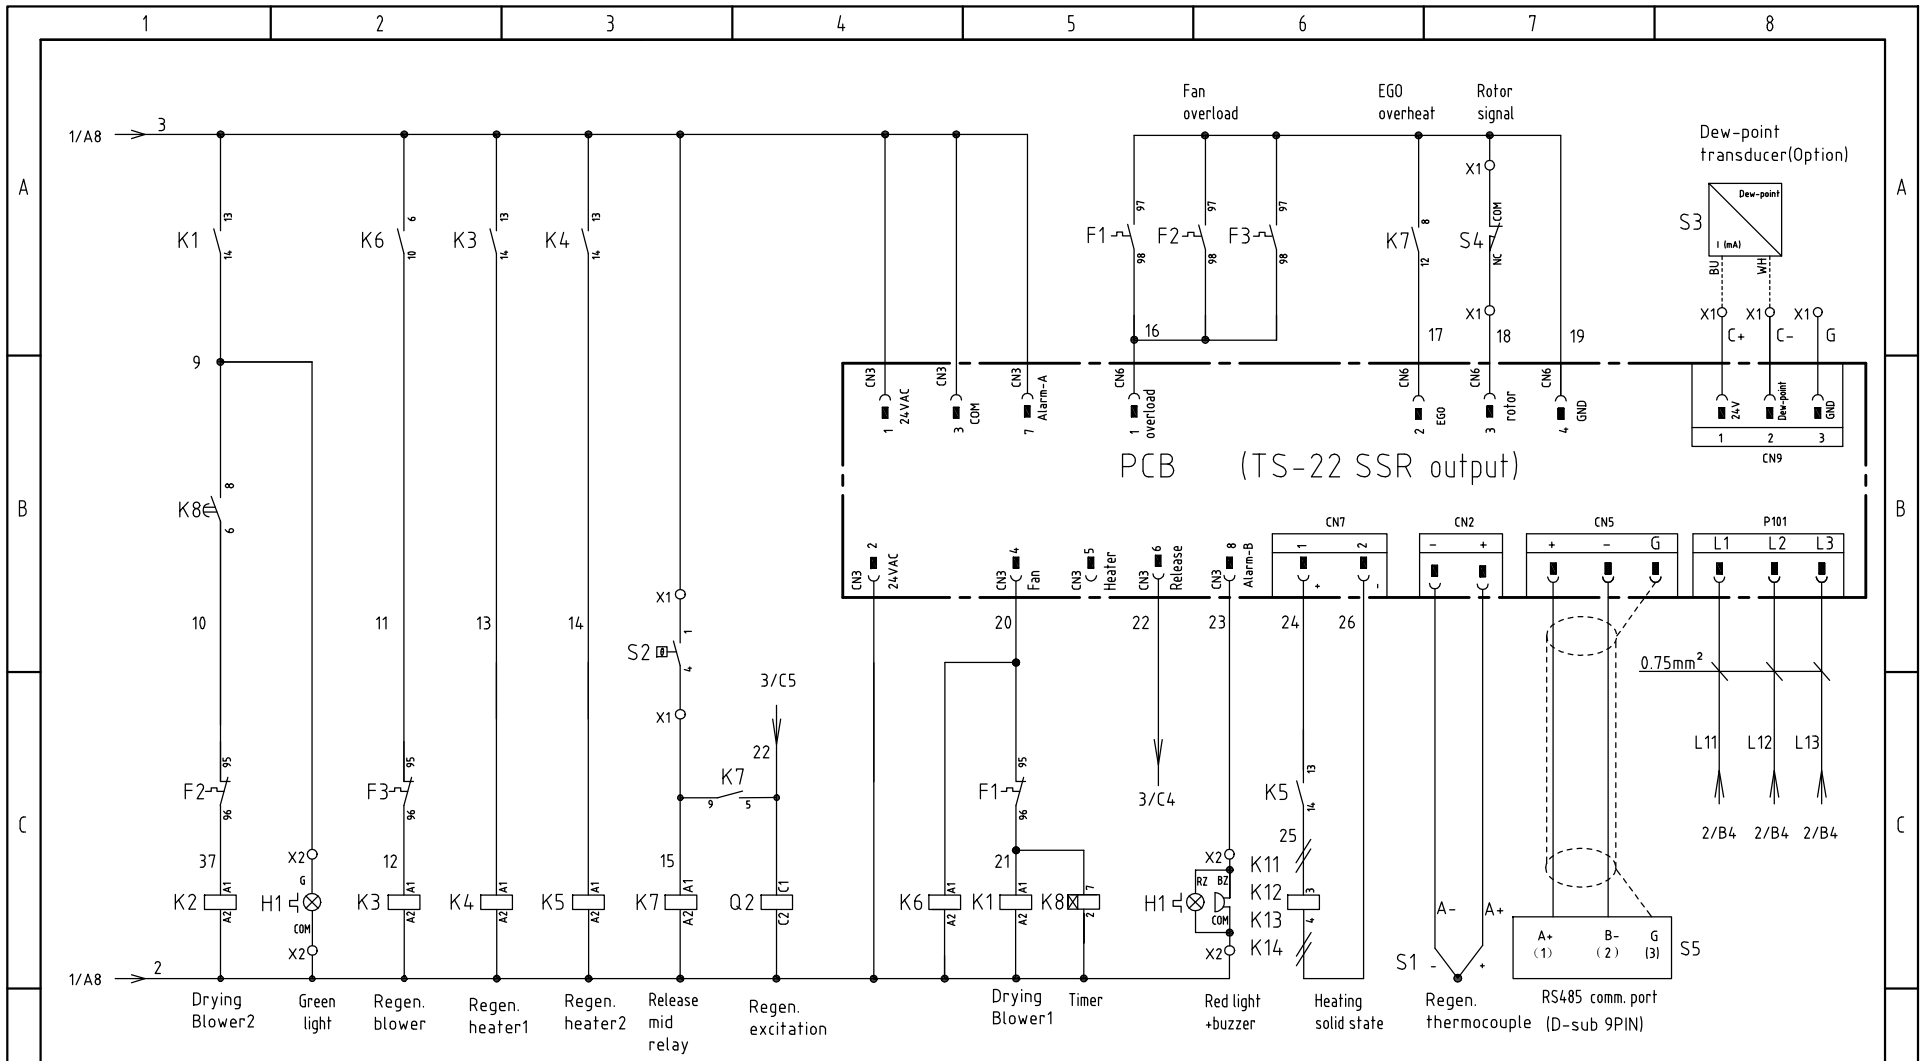 1 2 3 4 5 6 7 8
A
B
C
A
B
C
1/A8
3
K1
13
14
9
K8
8
6
10
F2
95
96
37
K2
A1
A2
Drying
Blower2
X2
G
H1
COM
X2
Green
light
K6
6
10
11
F3
95
96
12
K3
A1
A2
Regen.
blower
K3
13
14
13
K4
A1
A2
Regen.
heater1
K4
13
14
14
K5
A1
A2
Regen.
heater2
X1
S2
1
4
X1
K7
9
5
15
K7
A1
A2
Release
mid
relay
3/C5
22
Q2
C1
C2
Regen.
excitation
1/A8
2
Fan
overload
EGO
overheat
Rotor
signal
F1
97
98
F2
97
98
F3
97
98
16
K7
8
12
17
X1
S4
COM
NC
X1
18
19
Dew-point
transducer(Option)
S3
Dew-point
I (mA)
BU
WH
X1
X1
X1
C+
C-
G
CN3
1
24VAC
CN3
3
COM
CN3
7
Alarm-A
CN6
1
overload
CN6
2
EGO
CN6
3
rotor
CN6
4
GND
24V
Dew-point
GND
1 2 3
CN9
PCB (TS-22 SSR output)
CN3
2
24VAC
CN3
4
Fan
CN3
5
Heater
CN3
6
Release
CN3
8
Alarm-B
CN7
1
2
+
-
CN2
- +
CN5
+ - G
P101
L1 L2 L3
20
22
23
24
26
0.75mm²
F1
95
96
21
K6
A1
A2
K1
A1
A2
K8
7
2
Drying
Blower1
Timer
3/C4
X2
RZ
BZ
H1
COM
X2
Red light
+buzzer
K5
13
14
25
K11
K12
K13
K14
3
4
Heating
solid state
A-
A+
S1
-
+
Regen.
thermocouple
A+
(1)
B-
(2)
G
(3)
S5
RS485 comm. port
(D-sub 9PIN)
L11
L12
L13
2/B4
2/B4
2/B4